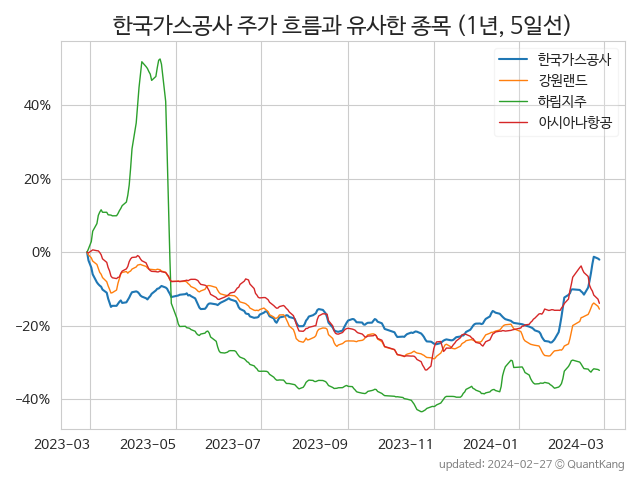 한국가스공사 주가 흐름과 유사한 종목 (1년, 5일선)
한국가스공사
강원랜드
하림지주
아시아나항공
40%
20%
0%
−20%
−40%
2023-03 2023-05 2023-07 2023-09 2023-11 2024-01 2024-03
updated: 2024-02-27 © QuantKang